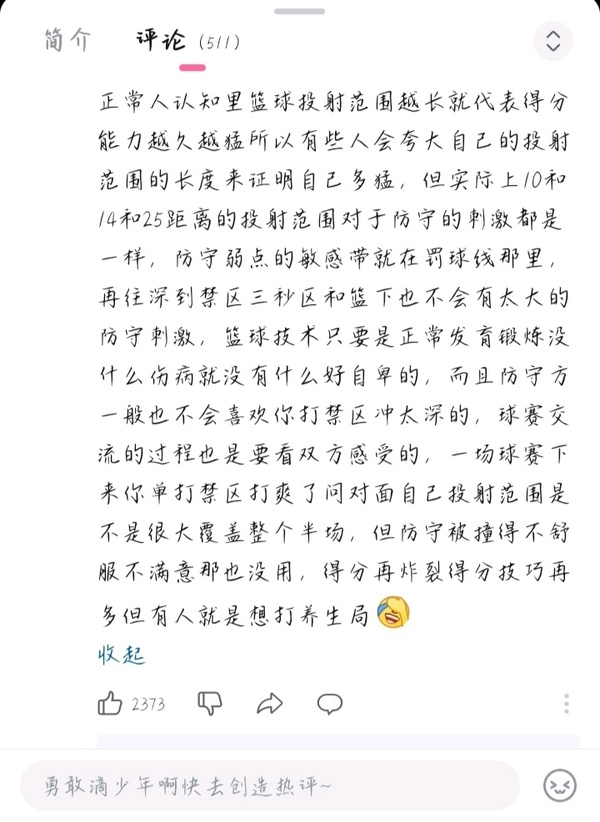 简介 评论 (511)
正常人认知里篮球投射范围越长就代表得分
能力越久越猛所以有些人会夸大自己的投射
范围的长度来证明自己多猛，但实际上10和
14和25距离的投射范围对于防守的刺激都是
一样，防守弱点的敏感带就在罚球线那里，
再往深到禁区三秒区和篮下也不会有太大的
防守刺激，篮球技术只要是正常发育锻炼没
什么伤病就没有什么好自卑的，而且防守方
一般也不会喜欢你打禁区冲太深的，球赛交
流的过程也是要看双方感受的，一场球赛下
来你单打禁区打爽了问对面自己投射范围是
不是很大覆盖整个半场，但防守被撞得不舒
服不满意那也没用，得分再炸裂得分技巧再
多但有人就是想打养生局
收起
2373
勇敢滴少年啊快去创造热评~